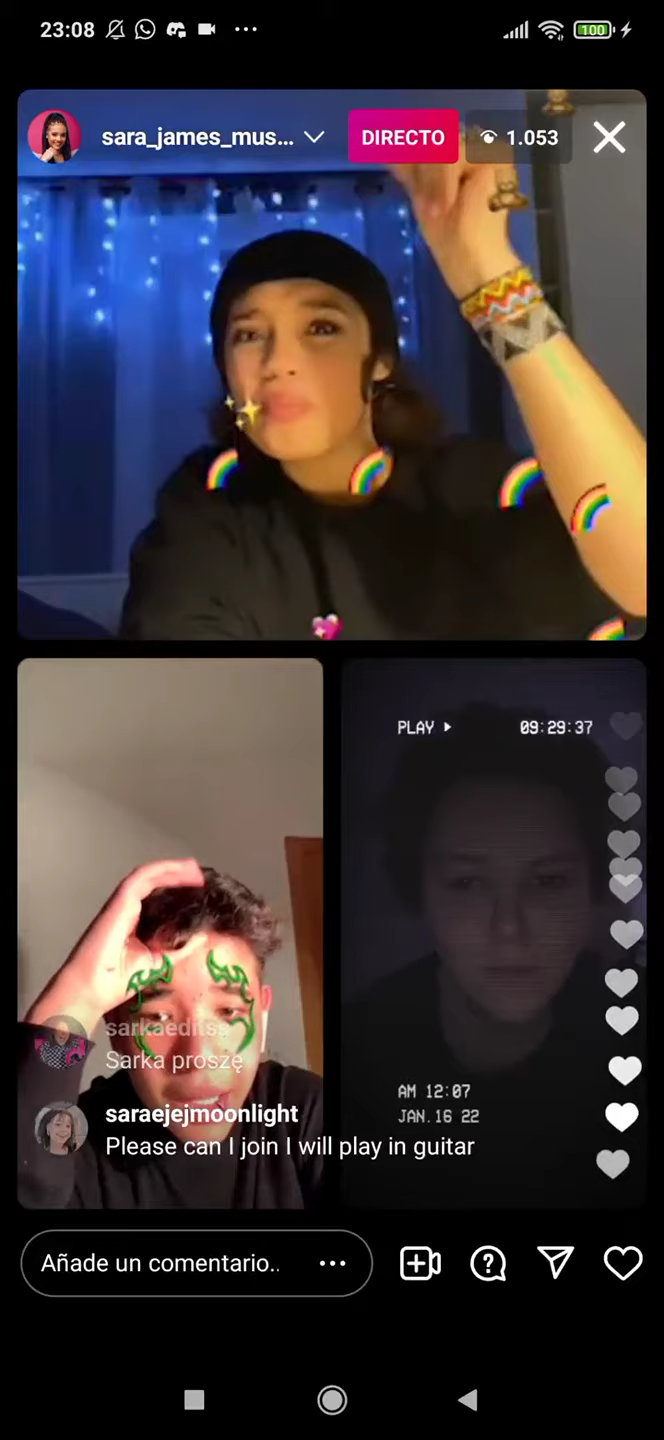 23:08
100
sara_james_mus...
DIRECTO
1.053
PLAY
09:29:37
sarkaeditss
Sarka proszę
AM 12:07
JAN.16 22
saraejejmoonlight
Please can I join I will play in guitar
Añade un comentario..